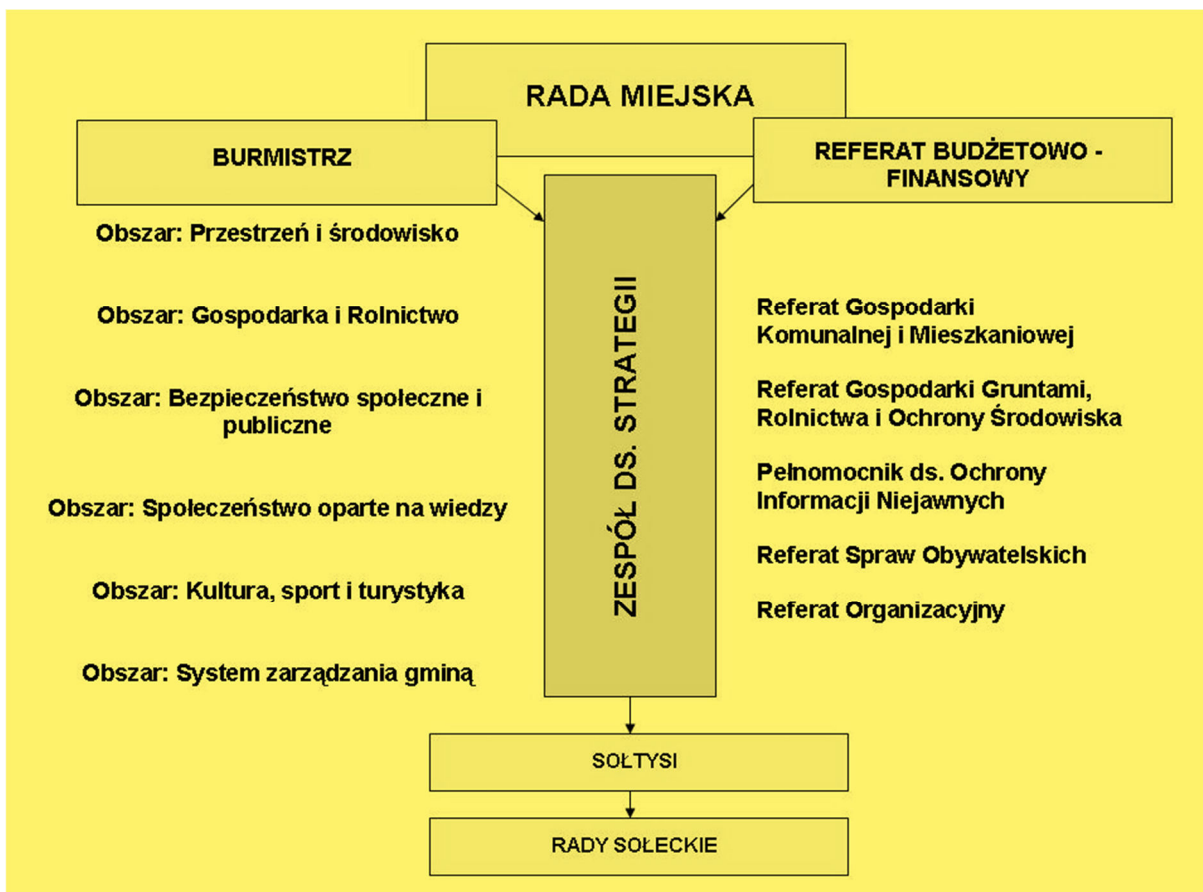 RADA MIEJSKA
BURMISTRZ
REFERAT BUDŻETOWO -
FINANSOWY
Obszar: Przestrzeń i środowisko
Obszar: Gospodarka i Rolnictwo
Obszar: Bezpieczeństwo społeczne i
publiczne
Obszar: Społeczeństwo oparte na wiedzy
Obszar: Kultura, sport i turystyka
Obszar: System zarządzania gminą
ZESPÓŁ DS. STRATEGII
Referat Gospodarki
Komunalnej i Mieszkaniowej
Referat Gospodarki Gruntami,
Rolnictwa i Ochrony Środowiska
Pełnomocnik ds. Ochrony
Informacji Niejawnych
Referat Spraw Obywatelskich
Referat Organizacyjny
SOŁTYSI
RADY SOŁECKIE